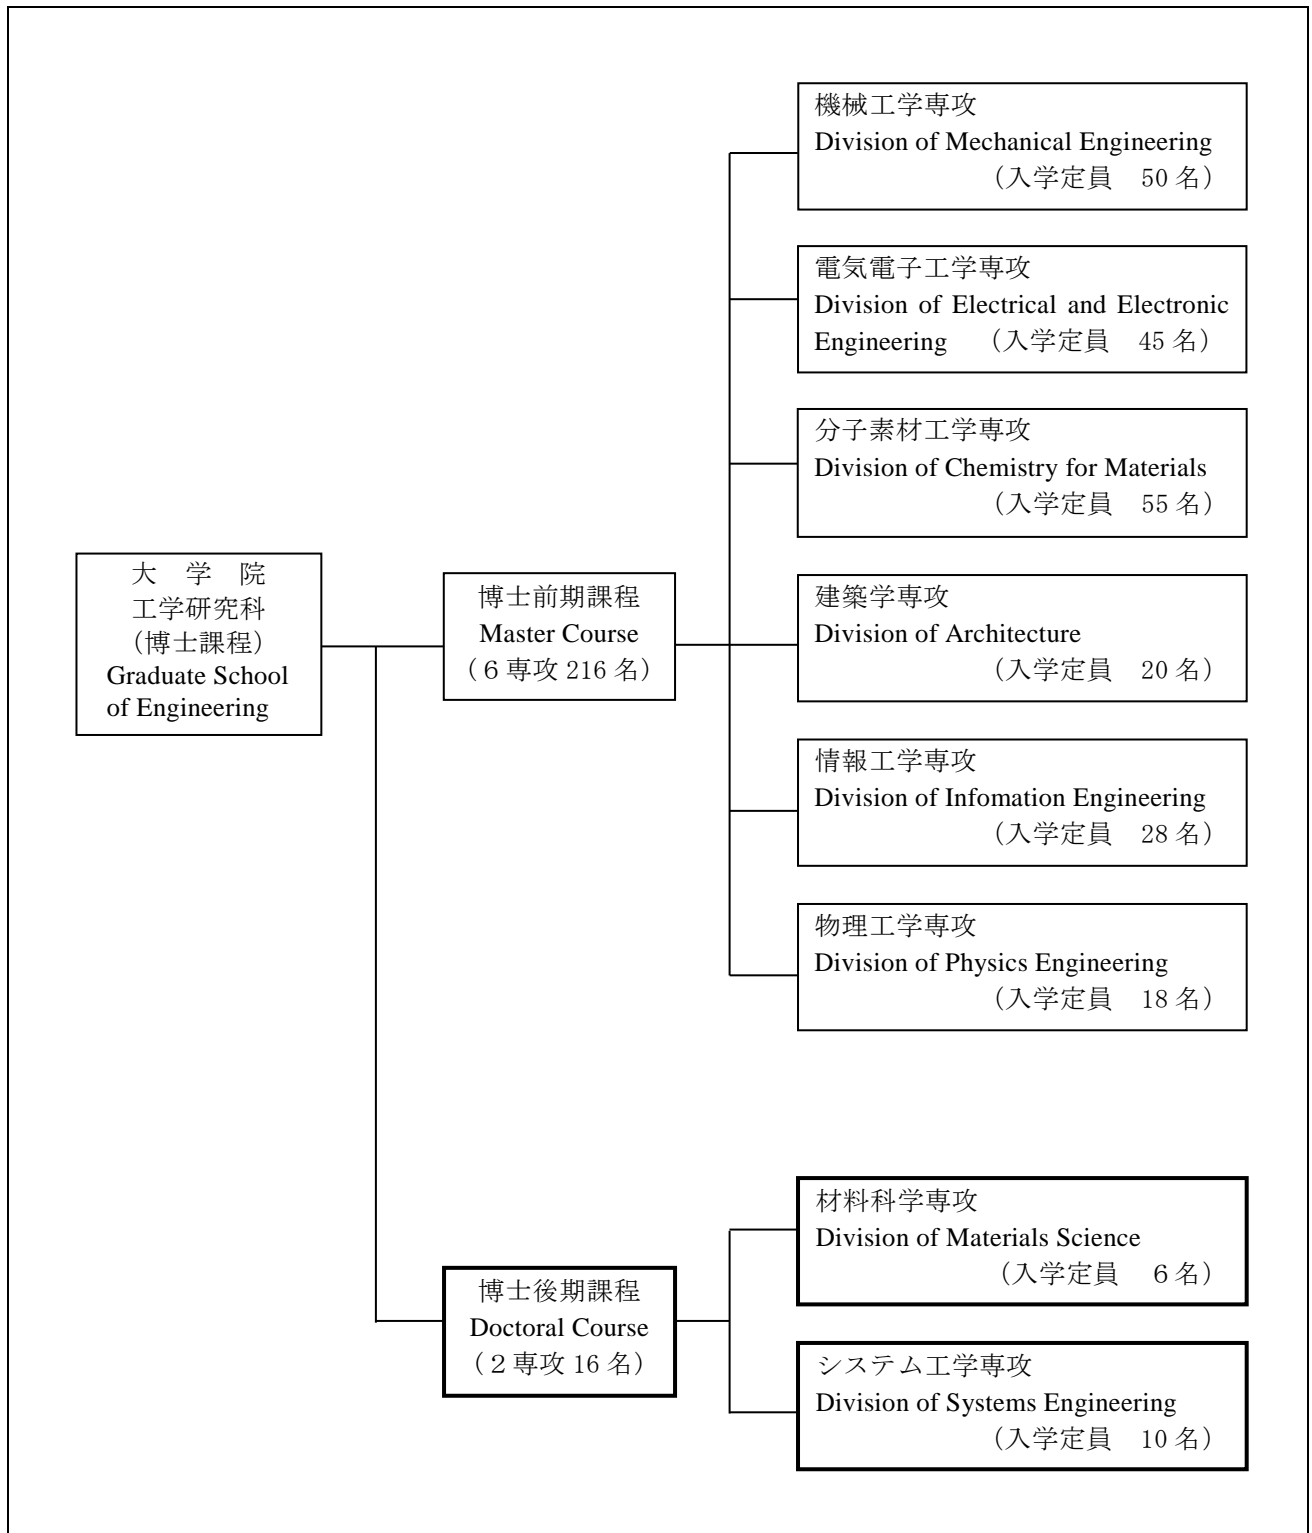 大　学　院
工学研究科
（博士課程）
Graduate School
of Engineering
博士前期課程
Master Course
（６専攻 216 名）
機械工学専攻
Division of Mechanical Engineering
（入学定員　50 名）
電気電子工学専攻
Division of Electrical and Electronic
Engineering　（入学定員　45 名）
分子素材工学専攻
Division of Chemistry for Materials
（入学定員　55 名）
建築学専攻
Division of Architecture
（入学定員　20 名）
情報工学専攻
Division of Infomation Engineering
（入学定員　28 名）
物理工学専攻
Division of Physics Engineering
（入学定員　18 名）
博士後期課程
Doctoral Course
（２専攻 16 名）
材料科学専攻
Division of Materials Science
（入学定員　６名）
システム工学専攻
Division of Systems Engineering
（入学定員　10 名）